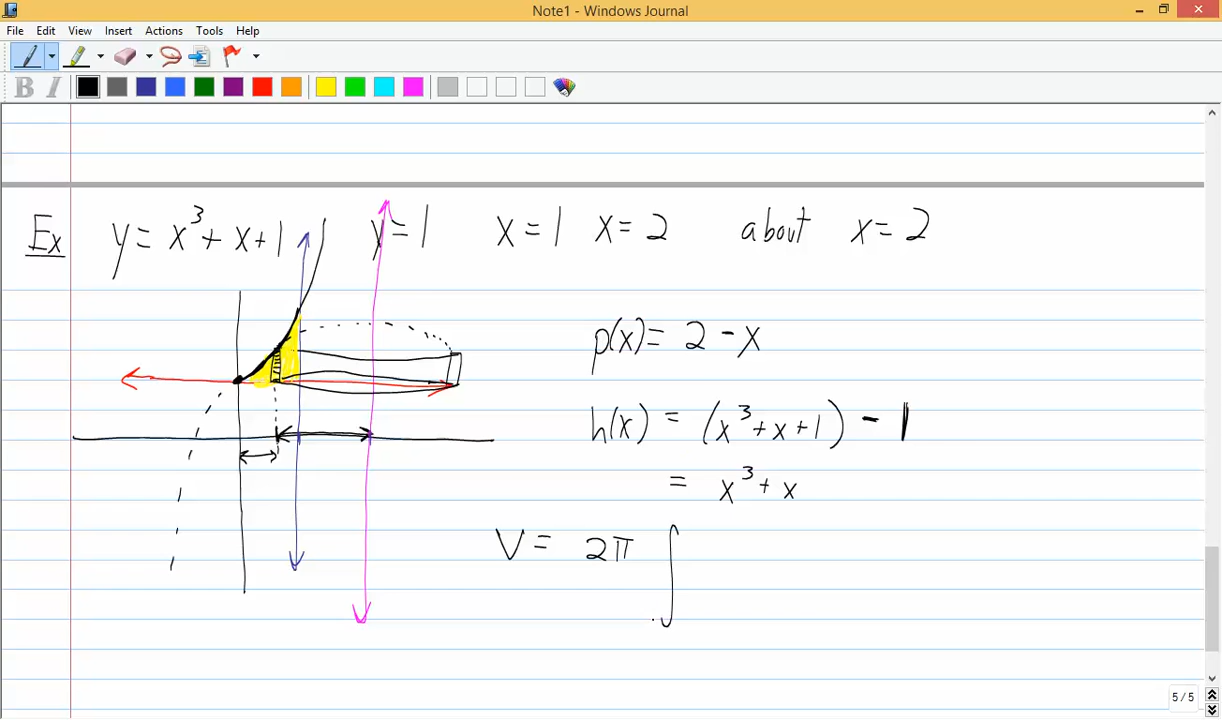 Note1 - Windows Journal
File Edit View Insert Actions Tools Help
B I
Ex y = x³ + x + 1 y = 1 x = 1 x = 2 about x = 2
p(x) = 2 - x
h(x) = (x³ + x + 1) - 1
= x³ + x
V = 2π ∫
5 / 5